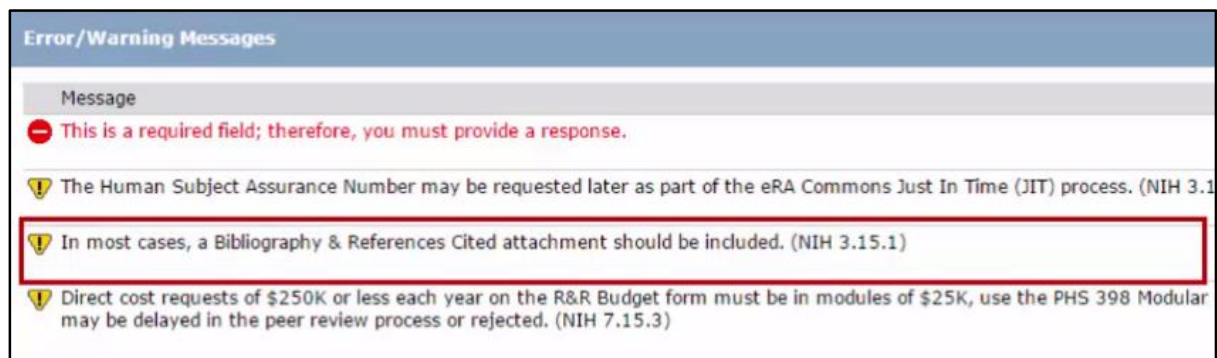 Error/Warning Messages
Message
This is a required field; therefore, you must provide a response.
The Human Subject Assurance Number may be requested later as part of the eRA Commons Just In Time (JIT) process. (NIH 3.1
In most cases, a Bibliography & References Cited attachment should be included. (NIH 3.15.1)
Direct cost requests of $250K or less each year on the R&R Budget form must be in modules of $25K, use the PHS 398 Modular
may be delayed in the peer review process or rejected. (NIH 7.15.3)